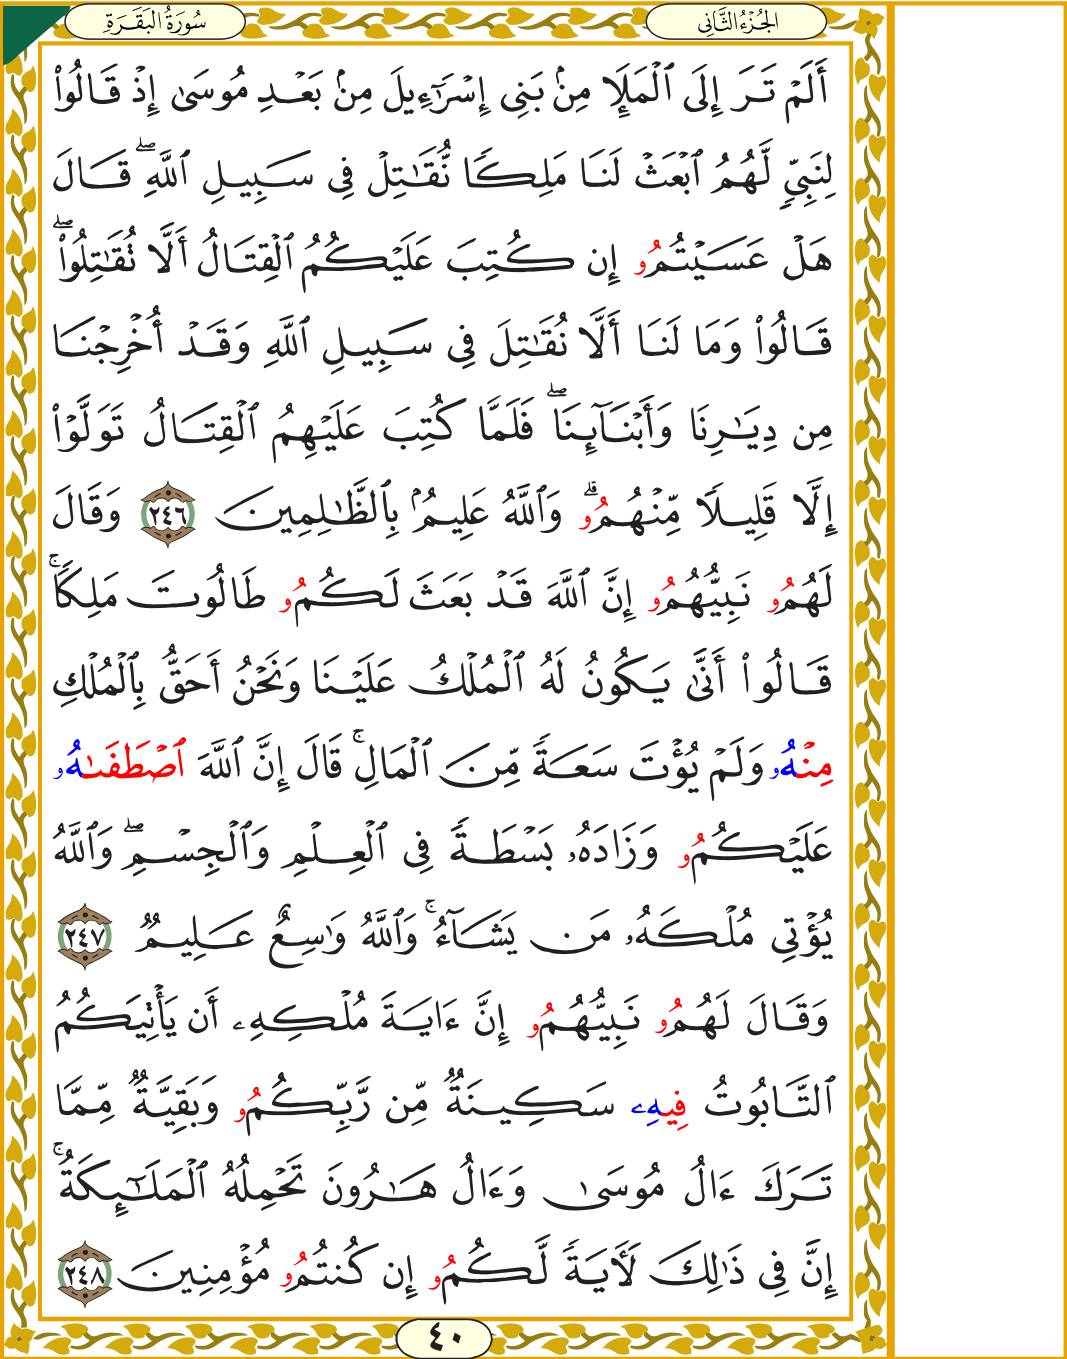 سُورَةُ البَقَرَةِ الجُزْءُ الثَّانِي
أَلَمْ تَرَ إِلَى ٱلْمَلَإِ مِنۢ بَنِي إِسْرَٰٓءِيلَ مِنۢ بَعْدِ مُوسَىٰ إِذْ قَالُواْ
لِنَبِيّٖ لَّهُمُ ٱبْعَثْ لَنَا مَلِكٗا نُّقَٰتِلْ فِي سَبِيلِ ٱللَّهِۖ قَالَ
هَلْ عَسَيْتُمُۥ إِن كُتِبَ عَلَيْكُمُ ٱلْقِتَالُ أَلَّا تُقَٰتِلُواْۖ
قَالُواْ وَمَا لَنَا أَلَّا نُقَٰتِلَ فِي سَبِيلِ ٱللَّهِ وَقَدْ أُخْرِجْنَا
مِن دِيَٰرِنَا وَأَبْنَآئِنَاۖ فَلَمَّا كُتِبَ عَلَيْهِمُ ٱلْقِتَالُ تَوَلَّوْاْ
إِلَّا قَلِيلٗا مِّنْهُمُۥۗ وَٱللَّهُ عَلِيمُۢ بِٱلظَّٰلِمِينَ ٢٤٦ وَقَالَ
لَهُمُۥ نَبِيُّهُمُۥ إِنَّ ٱللَّهَ قَدْ بَعَثَ لَكُمُۥ طَالُوتَ مَلِكٗاۚ
قَالُواْ أَنَّىٰ يَكُونُ لَهُ ٱلْمُلْكُ عَلَيْنَا وَنَحْنُ أَحَقُّ بِٱلْمُلْكِ
مِنْهُۥ وَلَمْ يُؤْتَ سَعَةٗ مِّنَ ٱلْمَالِۚ قَالَ إِنَّ ٱللَّهَ ٱصْطَفَىٰهُۥ
عَلَيْكُمُۥ وَزَادَهُۥ بَسْطَةٗ فِي ٱلْعِلْمِ وَٱلْجِسْمِۖ وَٱللَّهُ
يُؤْتِي مُلْكَهُۥ مَن يَشَآءُۚ وَٱللَّهُ وَٰسِعٌ عَلِيمٞ ٢٤٧
وَقَالَ لَهُمُۥ نَبِيُّهُمُۥ إِنَّ ءَايَةَ مُلْكِهِۦ أَن يَأْتِيَكُمُ
ٱلتَّابُوتُ فِيهِۦ سَكِينَةٞ مِّن رَّبِّكُمُۥ وَبَقِيَّةٞ مِّمَّا
تَرَكَ ءَالُ مُوسَىٰ وَءَالُ هَٰرُونَ تَحْمِلُهُ ٱلْمَلَٰٓئِكَةُۚ
إِنَّ فِي ذَٰلِكَ لَأٓيَةٗ لَّكُمُۥ إِن كُنتُمُۥ مُؤْمِنِينَ ٢٤٨
٤٠